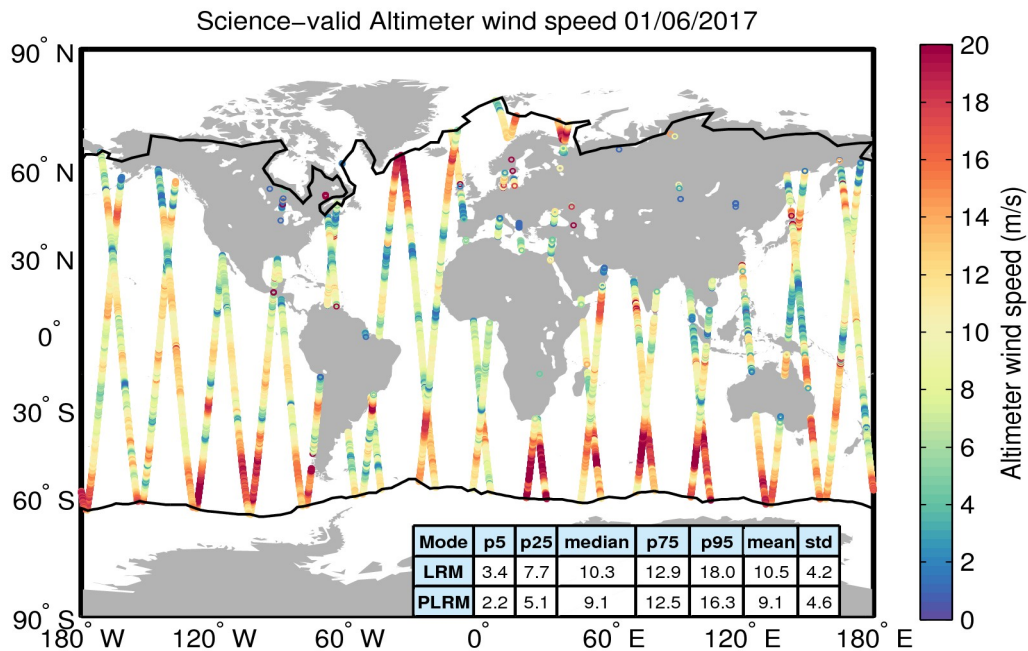 Science−valid Altimeter wind speed 01/06/2017
90° N
60° N
30° N
0°
30° S
60° S
90° S
180° W
120° W
60° W
0°
60° E
120° E
180° E
Mode p5 p25 median p75 p95 mean std
LRM 3.4 7.7 10.3 12.9 18.0 10.5 4.2
PLRM 2.2 5.1 9.1 12.5 16.3 9.1 4.6
20
18
16
14
12
10
8
6
4
2
0
Altimeter wind speed (m/s)